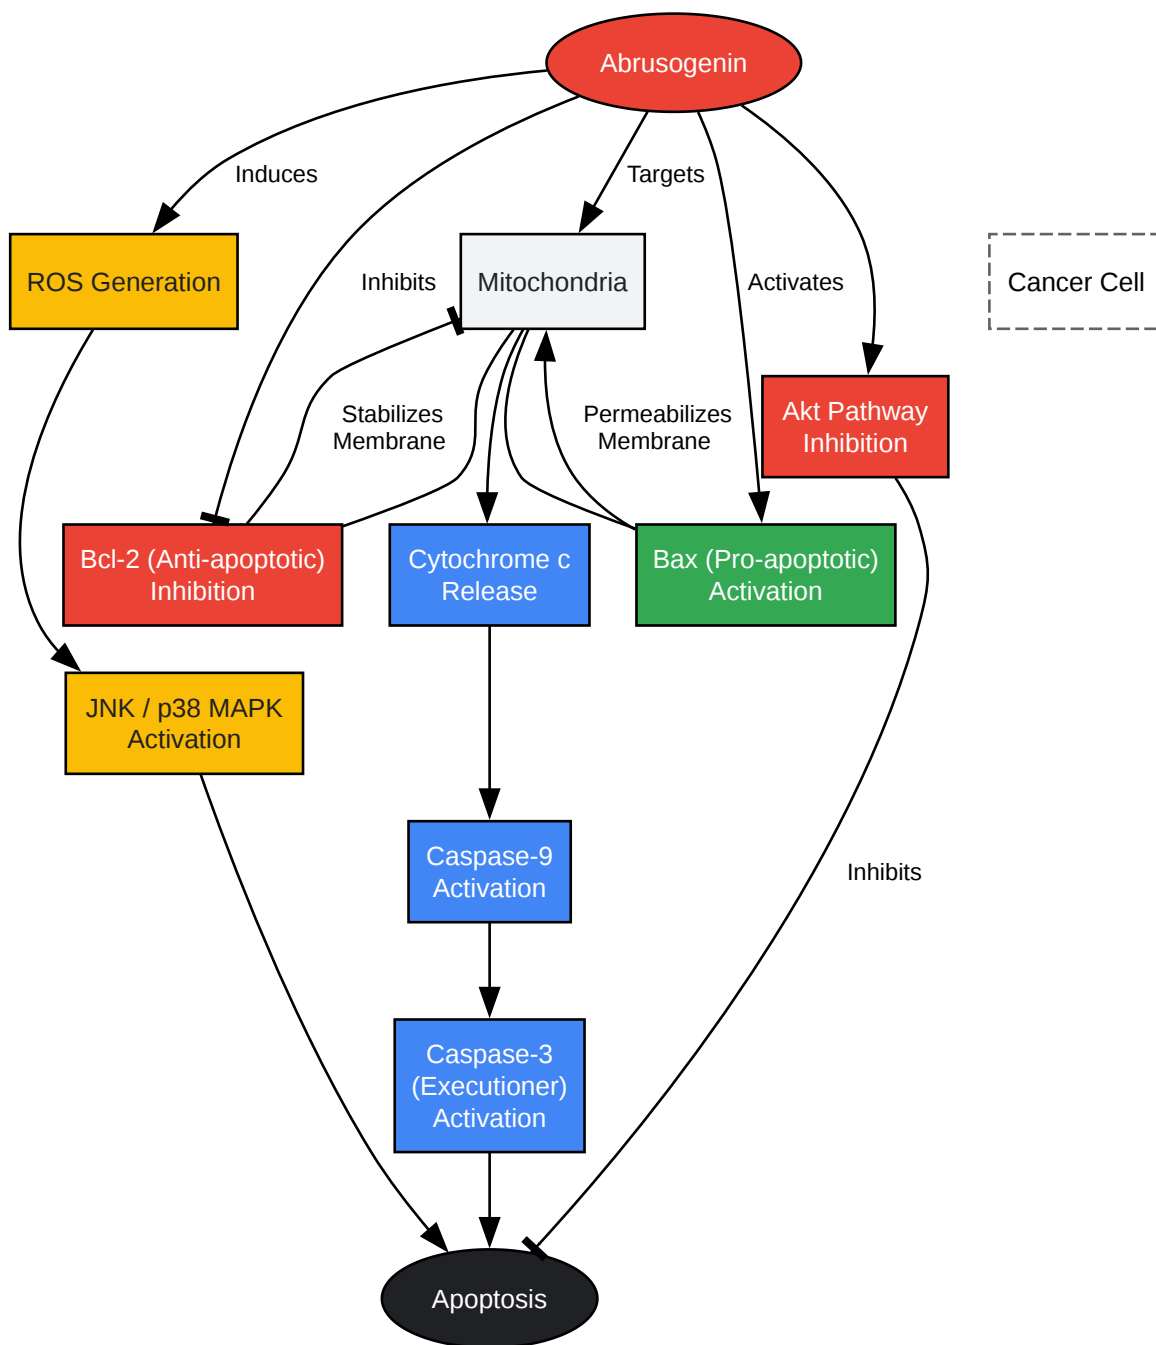 Abrusogenin
Induces
Targets
ROS Generation
Inhibits
Mitochondria
Activates
Cancer Cell
Stabilizes
Membrane
Permeabilizes
Membrane
Akt Pathway
Inhibition
Bcl-2 (Anti-apoptotic)
Inhibition
Cytochrome c
Release
Bax (Pro-apoptotic)
Activation
JNK / p38 MAPK
Activation
Caspase-9
Activation
Inhibits
Caspase-3
(Executioner)
Activation
Apoptosis